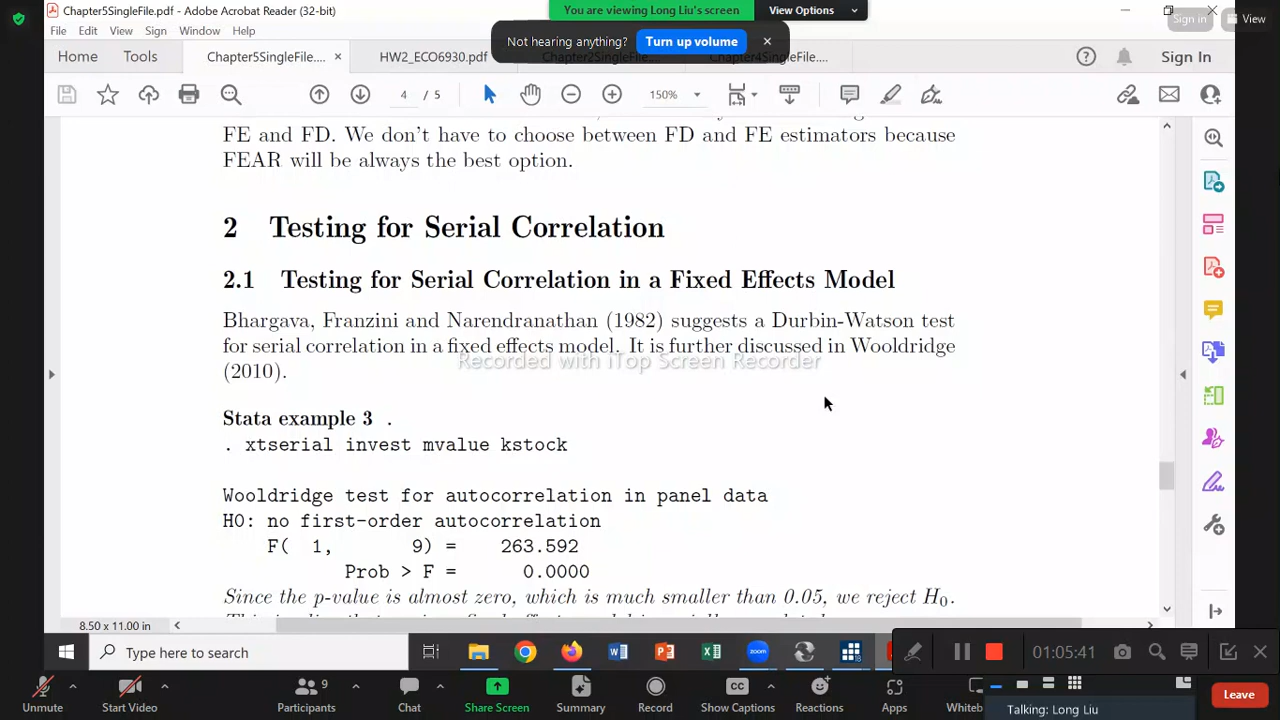 Chapter5SingleFile.pdf - Adobe Acrobat Reader (32-bit)
You are viewing Long Liu's screen
View Options
Sign in
View
File Edit View Sign Window Help
Not hearing anything? Turn up volume
Home Tools Chapter5SingleFile.... HW2_ECO6930.pdf Chapter2SingleFile.... Chapter4SingleFile.... Sign In
4 / 5 150%
FE and FD. We don't have to choose between FD and FE estimators because
FEAR will be always the best option.
2 Testing for Serial Correlation
2.1 Testing for Serial Correlation in a Fixed Effects Model
Bhargava, Franzini and Narendranathan (1982) suggests a Durbin-Watson test
for serial correlation in a fixed effects model. It is further discussed in Wooldridge
Recorded with iTop Screen Recorder
(2010).
Stata example 3 .
. xtserial invest mvalue kstock
Wooldridge test for autocorrelation in panel data
H0: no first-order autocorrelation
F( 1, 9) = 263.592
Prob > F = 0.0000
Since the p-value is almost zero, which is much smaller than 0.05, we reject H0.
8.50 x 11.00 in
Type here to search
01:05:41
Unmute Start Video 9 Participants Chat Share Screen Summary Record Show Captions Reactions Apps Whiteb
Talking: Long Liu
Leave